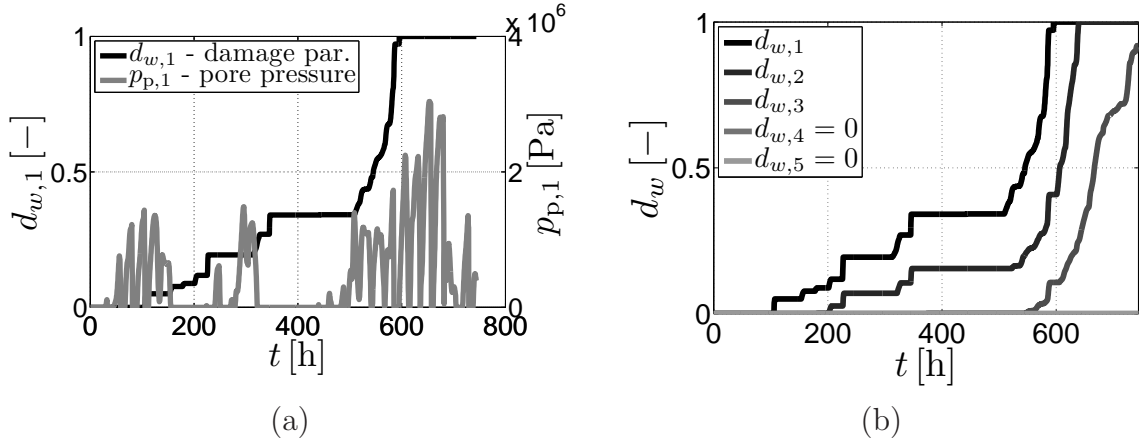 1
× 10⁶
4
d_{w,1} - damage par.
p_{p,1} - pore pressure
d_{w,1} [−]
0.5
2
p_{p,1} [Pa]
0
0
0 200 400 600 800
t [h]
(a)
1
d_{w,1}
d_{w,2}
d_{w,3}
d_{w,4} = 0
d_{w,5} = 0
d_w [−]
0.5
0
0 200 400 600
t [h]
(b)